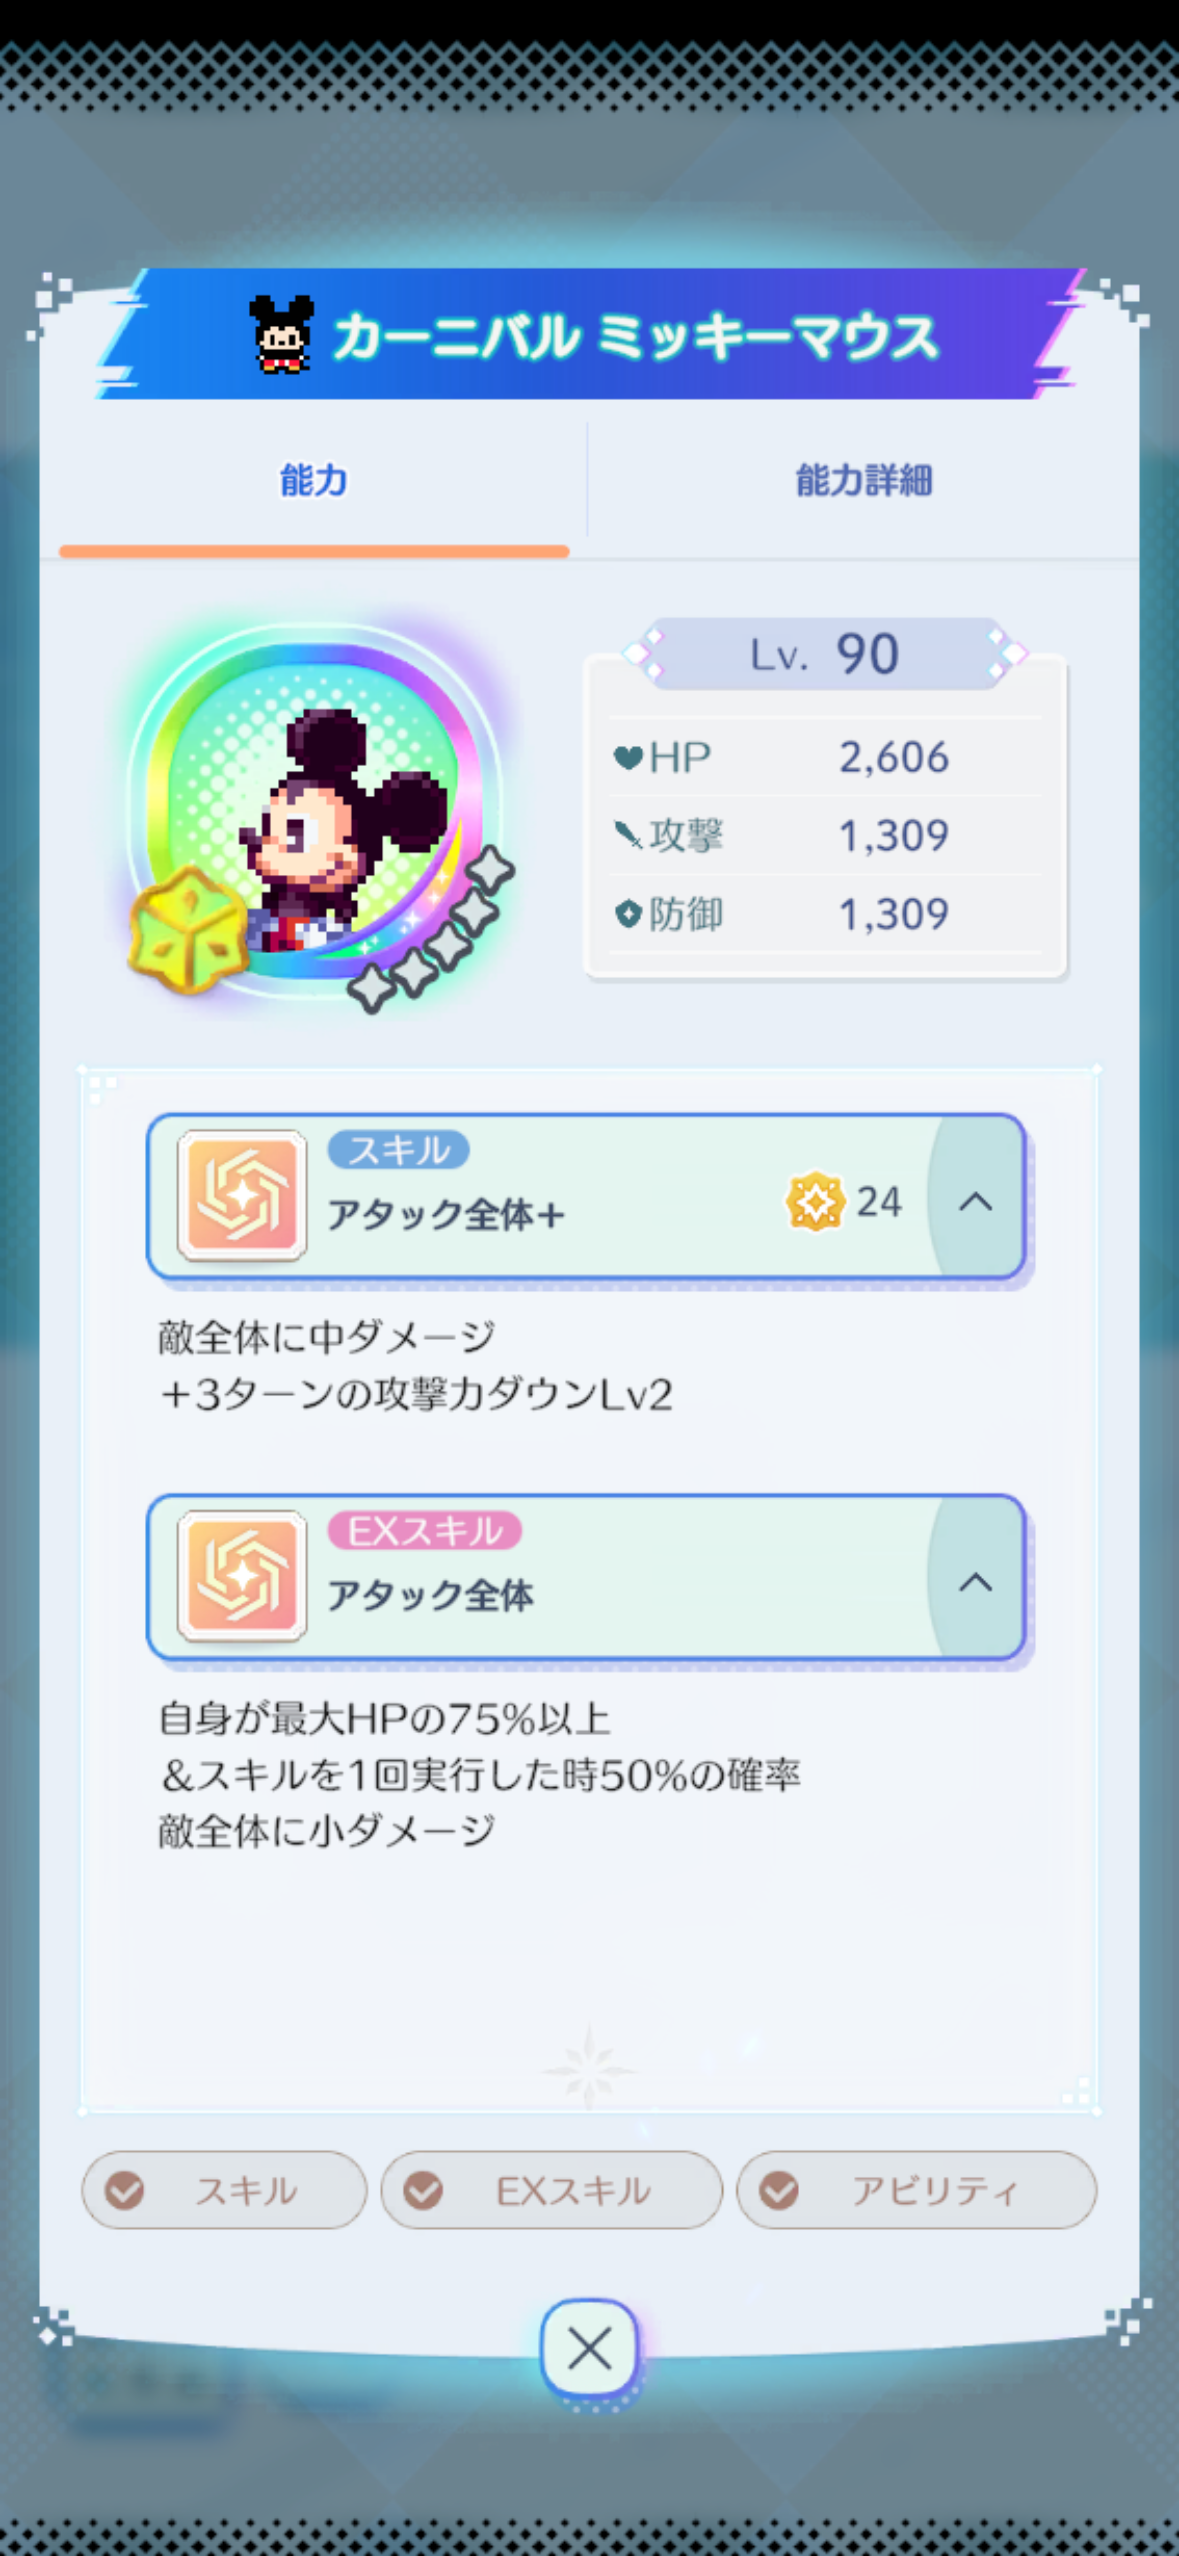 カーニバル ミッキーマウス
能力
能力詳細
Lv. 90
HP 2,606
攻撃 1,309
防御 1,309
スキル
アタック全体+
24
敵全体に中ダメージ
+3ターンの攻撃力ダウンLv2
EXスキル
アタック全体
自身が最大HPの75%以上
&スキルを1回実行した時50%の確率
敵全体に小ダメージ
スキル
EXスキル
アビリティ